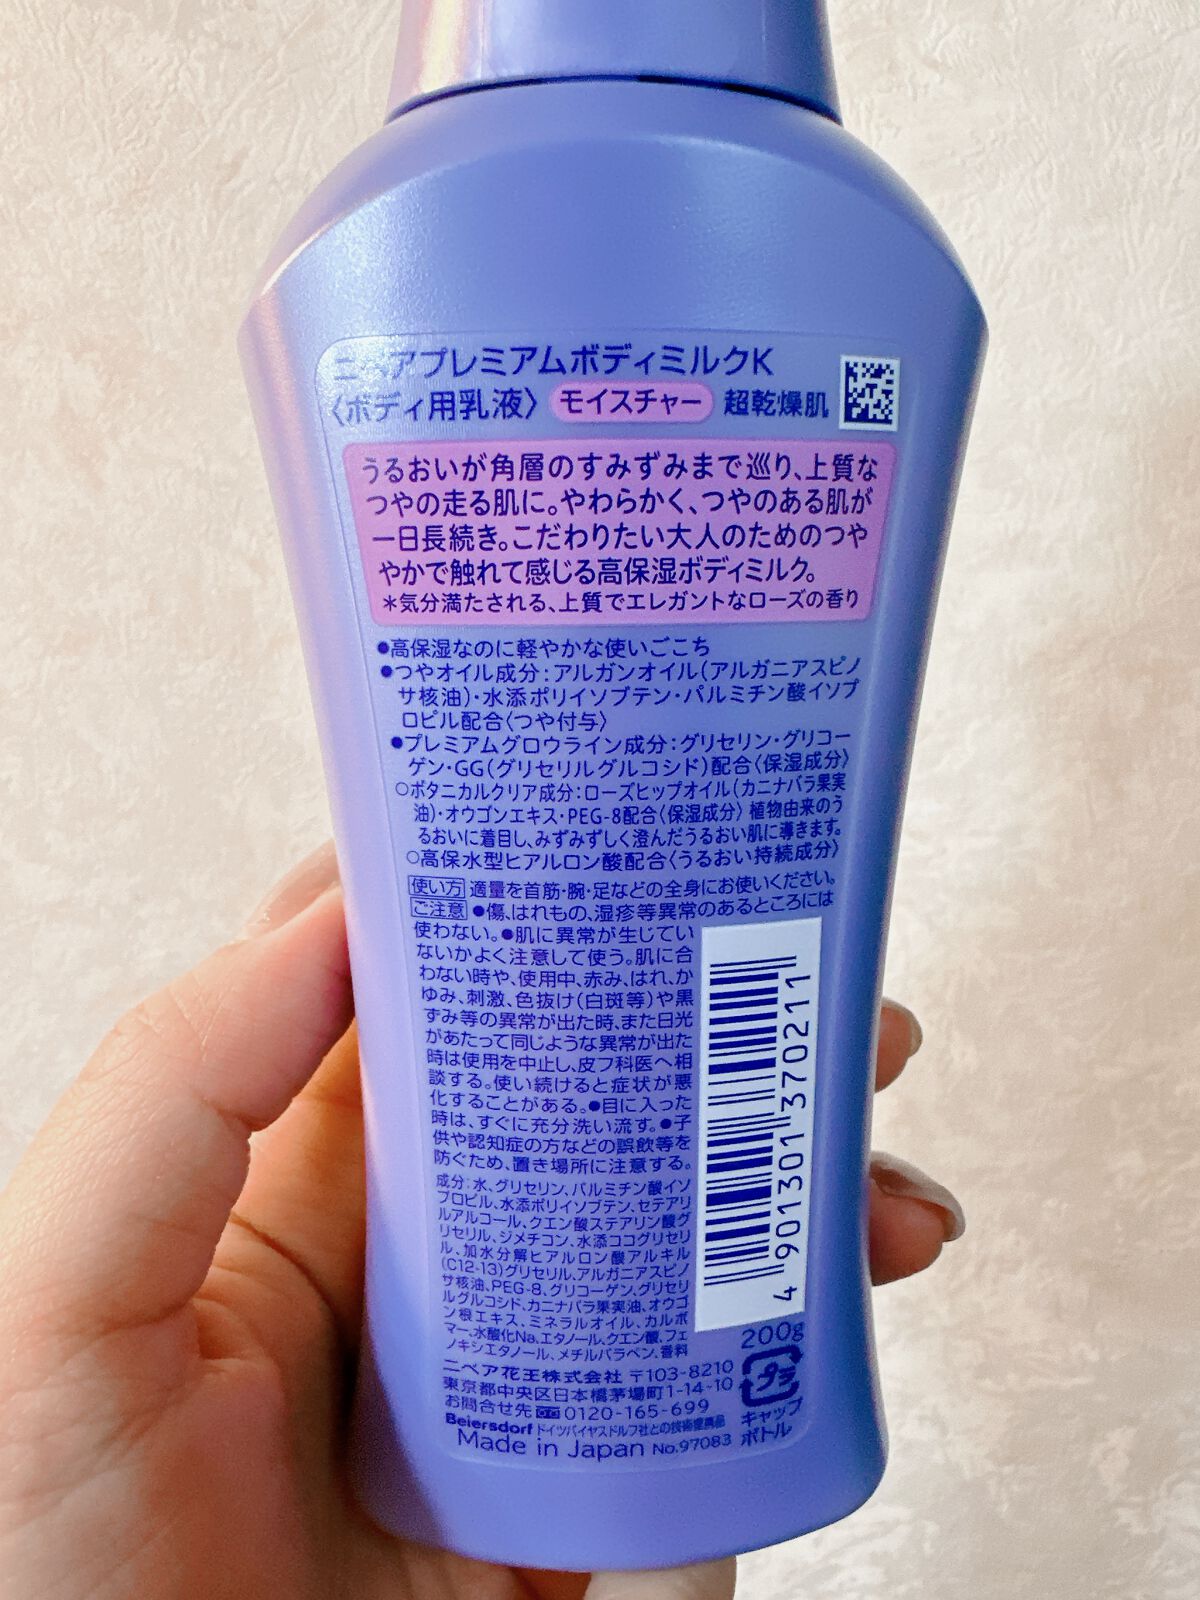 ニベアプレミアムボディミルクK
〈ボディ用乳液〉 モイスチャー 超乾燥肌
うるおいが角層のすみずみまで巡り、上質な
つやの走る肌に。やわらかく、つやのある肌が
一日長続き。こだわりたい大人のためのつや
やかで触れて感じる高保湿ボディミルク。
*気分満たされる、上質でエレガントなローズの香り
●高保湿なのに軽やかな使いごこち
●つやオイル成分:アルガンオイル(アルガニアスピノ
サ核油)・水添ポリイソブテン・パルミチン酸イソプ
ロピル配合〈つや付与〉
●プレミアムグロウライン成分:グリセリン・グリコー
ゲン・GG(グリセリルグルコシド)配合〈保湿成分〉
○ボタニカルクリア成分:ローズヒップオイル(カニナバラ果実
油)・オウゴンエキス・PEG-8配合〈保湿成分〉 植物由来のう
るおいに着目し、みずみずしく澄んだうるおい肌に導きます。
○高保水型ヒアルロン酸配合〈うるおい持続成分〉
使い方 適量を首筋・腕・足などの全身にお使いください。
ご注意 ●傷、はれもの、湿疹等異常のあるところには
使わない。●肌に異常が生じてい
ないかよく注意して使う。肌に合
わない時や、使用中、赤み、はれ、か
ゆみ、刺激、色抜け(白斑等)や黒
ずみ等の異常が出た時、また日光
があたって同じような異常が出た
時は使用を中止し、皮フ科医へ相
談する。使い続けると症状が悪
化することがある。●目に入った
時は、すぐに充分洗い流す。●子
供や認知症の方などの誤飲等を
防ぐため、置き場所に注意する。
成分:水、グリセリン、パルミチン酸イソ
プロピル、水添ポリイソブテン、セテアリ
ルアルコール、クエン酸ステアリン酸グ
リセリル、ジメチコン、水添ココグリセリ
ル、加水分解ヒアルロン酸アルキル
(C12-13)グリセリル、アルガニアスピノ
サ核油、PEG-8、グリコーゲン、グリセリ
ルグルコシド、カニナバラ果実油、オウゴ
ン根エキス、ミネラルオイル、カルボ
マー、水酸化Na、エタノール、クエン酸、フェ
ノキシエタノール、メチルパラベン、香料
4 901301 370211
200g
プラ
キャップ
ボトル
ニベア花王株式会社 〒103-8210
東京都中央区日本橋茅場町1-14-10
お問合せ先 0120-165-699
Beiersdorf ドイツバイヤスドルフ社との技術提携品
Made in Japan No.97083